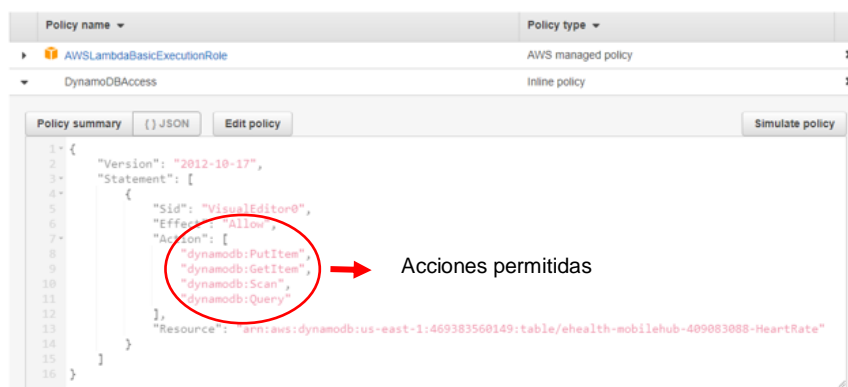 Policy name Policy type
AWSLambdaBasicExecutionRole AWS managed policy
DynamoDBAccess Inline policy
Policy summary { } JSON Edit policy Simulate policy
1 {
2 "Version": "2012-10-17",
3 "Statement": [
4 {
5 "Sid": "VisualEditor0",
6 "Effect": "Allow",
7 "Action": [
8 "dynamodb:PutItem",
9 "dynamodb:GetItem",
10 "dynamodb:Scan",
11 "dynamodb:Query"
12 ],
13 "Resource": "arn:aws:dynamodb:us-east-1:469383560149:table/ehealth-mobilehub-409083088-HeartRate"
14 }
15 ]
16 }
Acciones permitidas